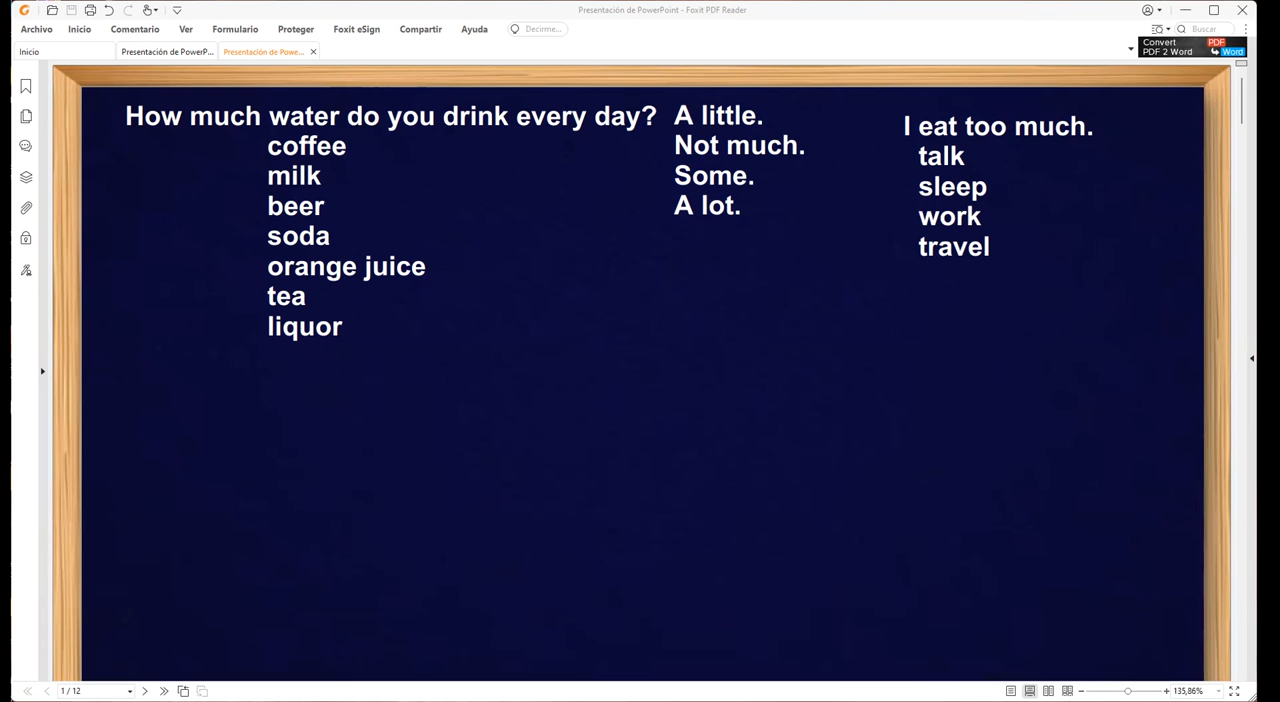 Presentación de PowerPoint - Foxit PDF Reader
Archivo Inicio Comentario Ver Formulario Proteger Foxit eSign Compartir Ayuda Decirme... Buscar
Inicio Presentación de PowerP... Presentación de Powe...
Convert PDF
PDF 2 Word Word
How much water do you drink every day?
coffee
milk
beer
soda
orange juice
tea
liquor
A little.
Not much.
Some.
A lot.
I eat too much.
talk
sleep
work
travel
1 / 12 135,86%